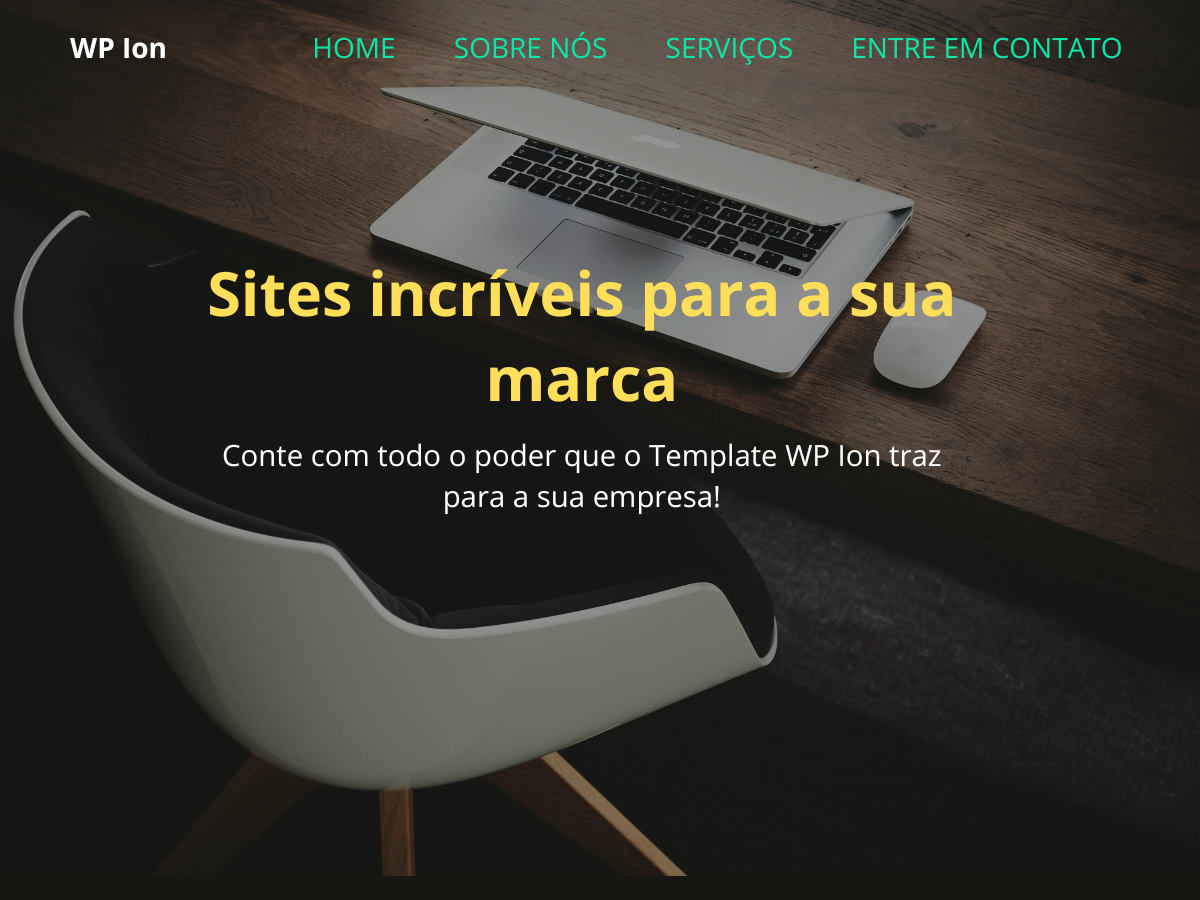 WP Ion
HOME
SOBRE NÓS
SERVIÇOS
ENTRE EM CONTATO
Sites incríveis para a sua
marca
Conte com todo o poder que o Template WP Ion traz
para a sua empresa!